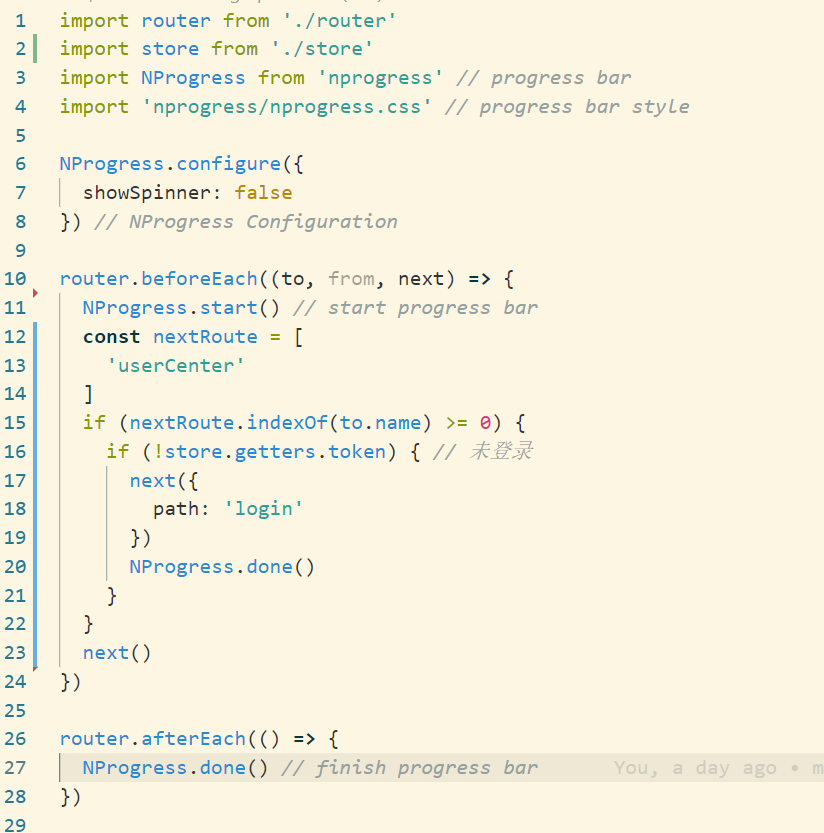 1 import router from './router'
2 import store from './store'
3 import NProgress from 'nprogress' // progress bar
4 import 'nprogress/nprogress.css' // progress bar style
5
6 NProgress.configure({
7   showSpinner: false
8 }) // NProgress Configuration
9
10 router.beforeEach((to, from, next) => {
11   NProgress.start() // start progress bar
12   const nextRoute = [
13     'userCenter'
14   ]
15   if (nextRoute.indexOf(to.name) >= 0) {
16     if (!store.getters.token) { // 未登录
17       next({
18         path: 'login'
19       })
20       NProgress.done()
21     }
22   }
23   next()
24 })
25
26 router.afterEach(() => {
27   NProgress.done() // finish progress bar You, a day ago • m
28 })
29